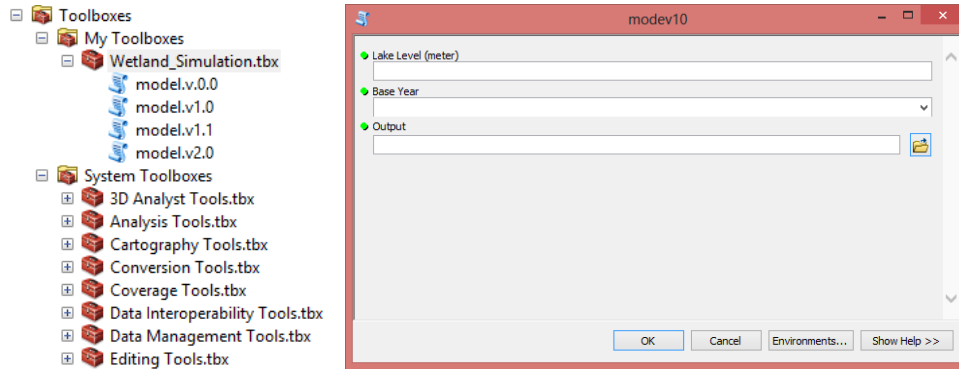 Toolboxes
My Toolboxes
Wetland_Simulation.tbx
model.v.0.0
model.v1.0
model.v1.1
model.v2.0
System Toolboxes
3D Analyst Tools.tbx
Analysis Tools.tbx
Cartography Tools.tbx
Conversion Tools.tbx
Coverage Tools.tbx
Data Interoperability Tools.tbx
Data Management Tools.tbx
Editing Tools.tbx
modev10
Lake Level (meter)
Base Year
Output
OK Cancel Environments... Show Help >>